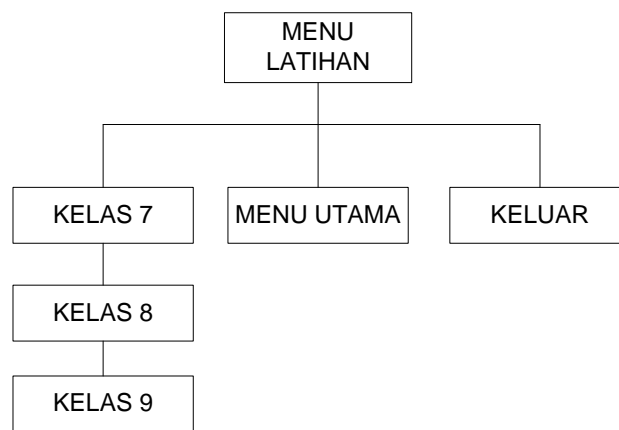 MENU
LATIHAN
KELAS 7
MENU UTAMA
KELUAR
KELAS 8
KELAS 9